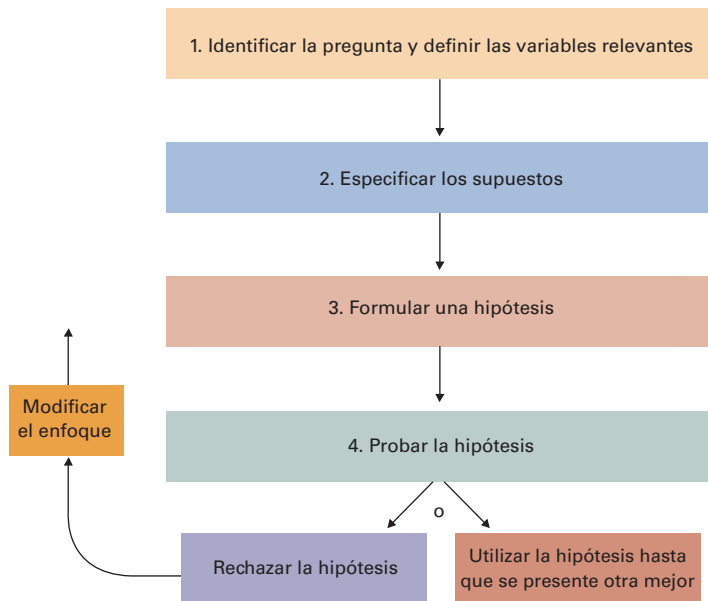 1. Identificar la pregunta y definir las variables relevantes
2. Especificar los supuestos
3. Formular una hipótesis
Modificar
el enfoque
4. Probar la hipótesis
o
Rechazar la hipótesis
Utilizar la hipótesis hasta
que se presente otra mejor